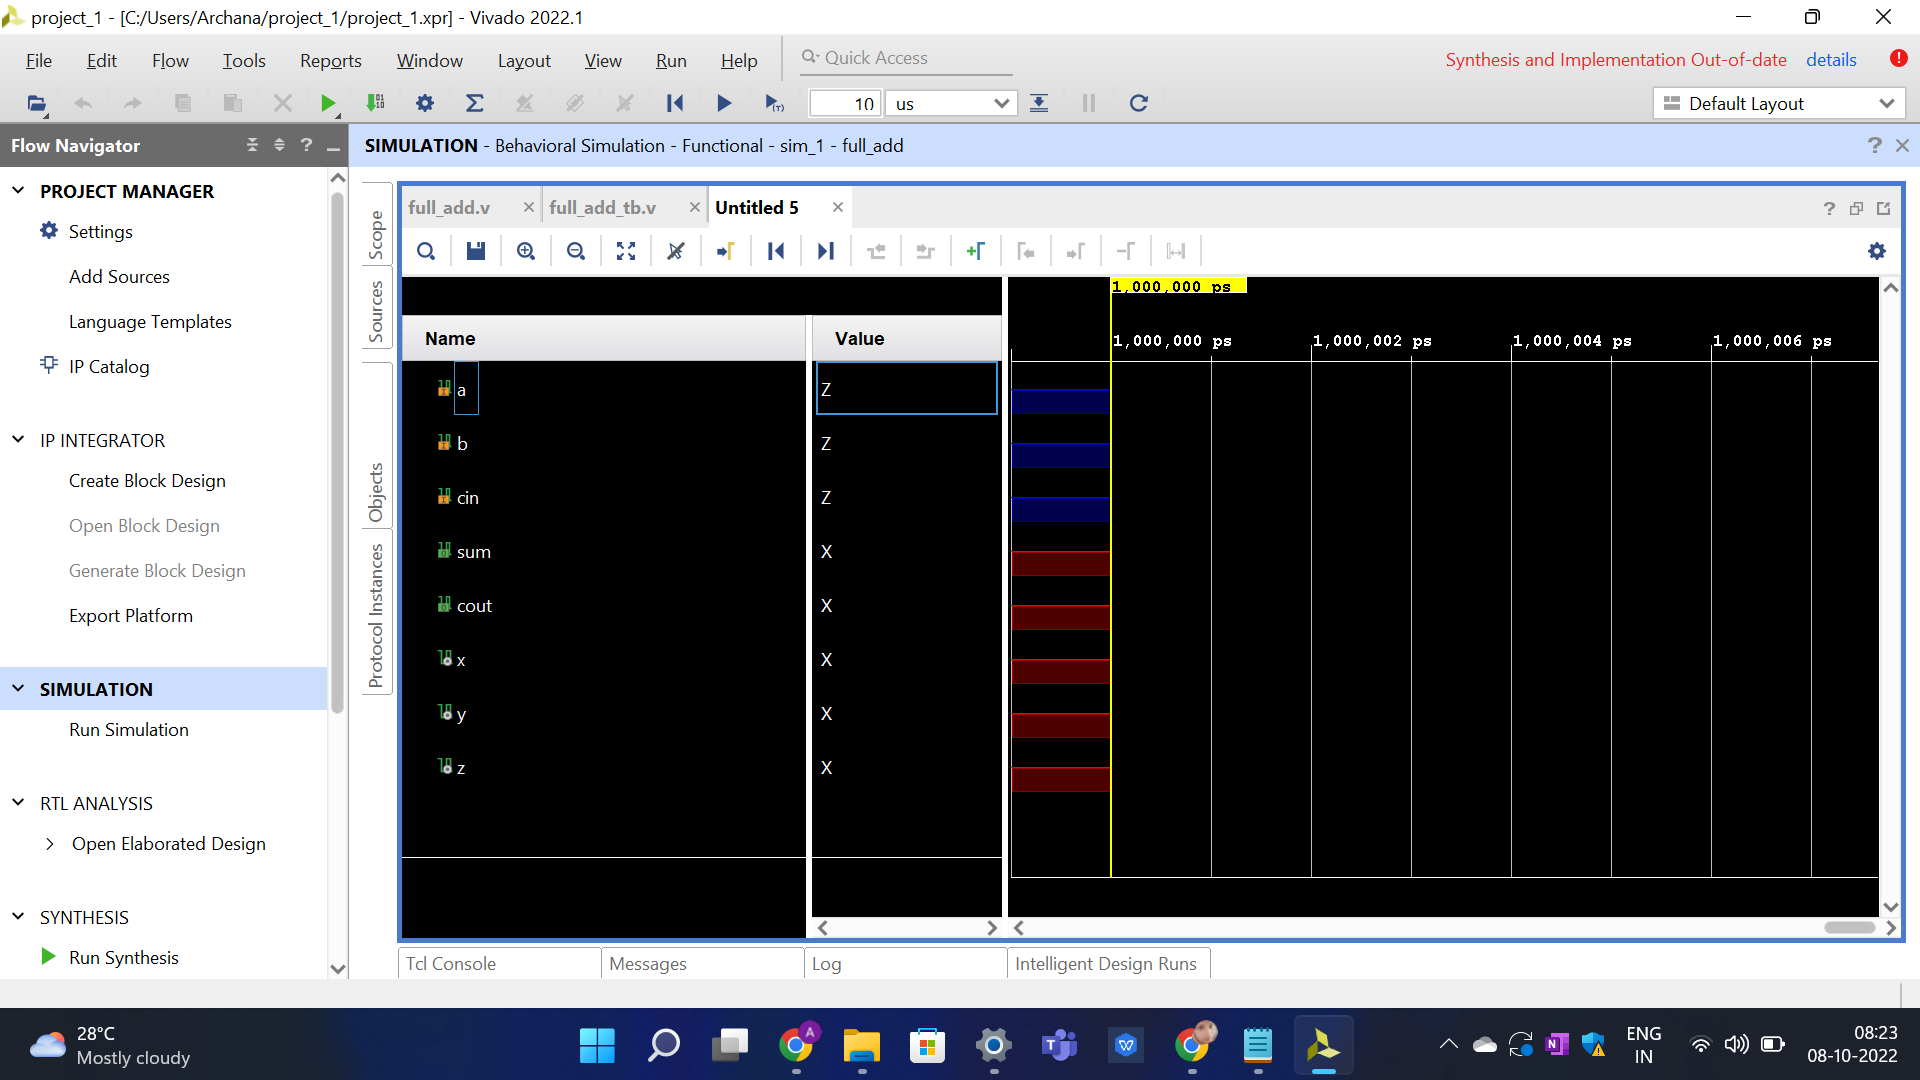 project_1 - [C:/Users/Archana/project_1/project_1.xpr] - Vivado 2022.1
File Edit Flow Tools Reports Window Layout View Run Help Quick Access
Synthesis and Implementation Out-of-date details
10 us
Default Layout
Flow Navigator
SIMULATION - Behavioral Simulation - Functional - sim_1 - full_add
PROJECT MANAGER
Settings
Add Sources
Language Templates
IP Catalog
IP INTEGRATOR
Create Block Design
Open Block Design
Generate Block Design
Export Platform
SIMULATION
Run Simulation
RTL ANALYSIS
Open Elaborated Design
SYNTHESIS
Run Synthesis
Scope
Sources
Objects
Protocol Instances
full_add.v full_add_tb.v Untitled 5
1,000,000 ps
Name Value
1,000,000 ps 1,000,002 ps 1,000,004 ps 1,000,006 ps
a Z
b Z
cin Z
sum X
cout X
x X
y X
z X
Tcl Console Messages Log Intelligent Design Runs
28°C
Mostly cloudy
A
N
ENG
IN
08:23
08-10-2022